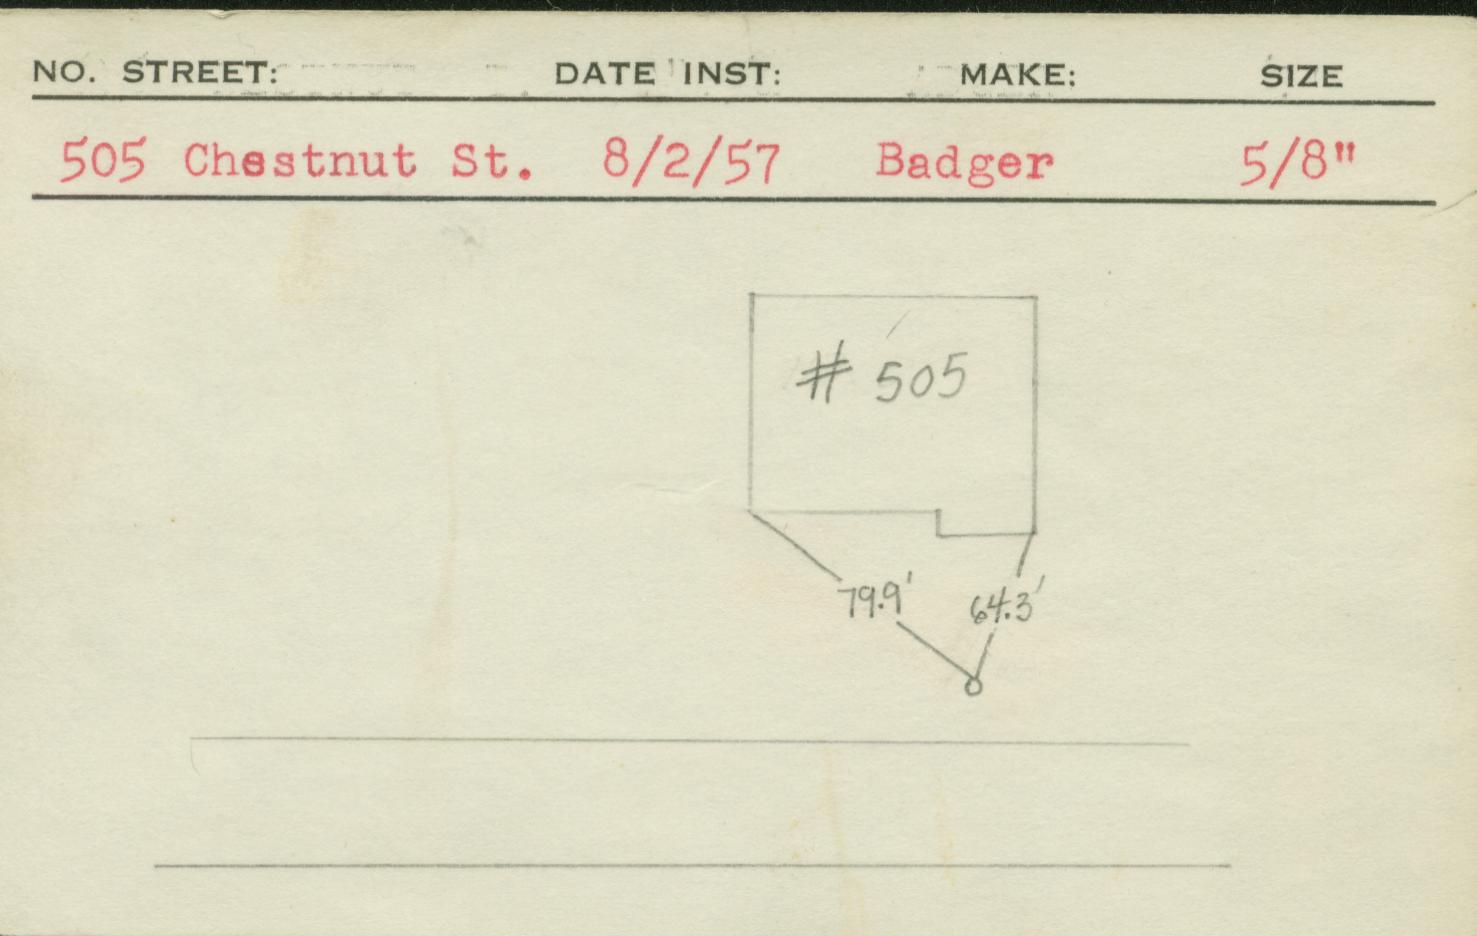 NO. STREET: DATE INST: MAKE: SIZE
505 Chestnut St. 8/2/57 Badger 5/8"
# 505
79.9' 64.3'